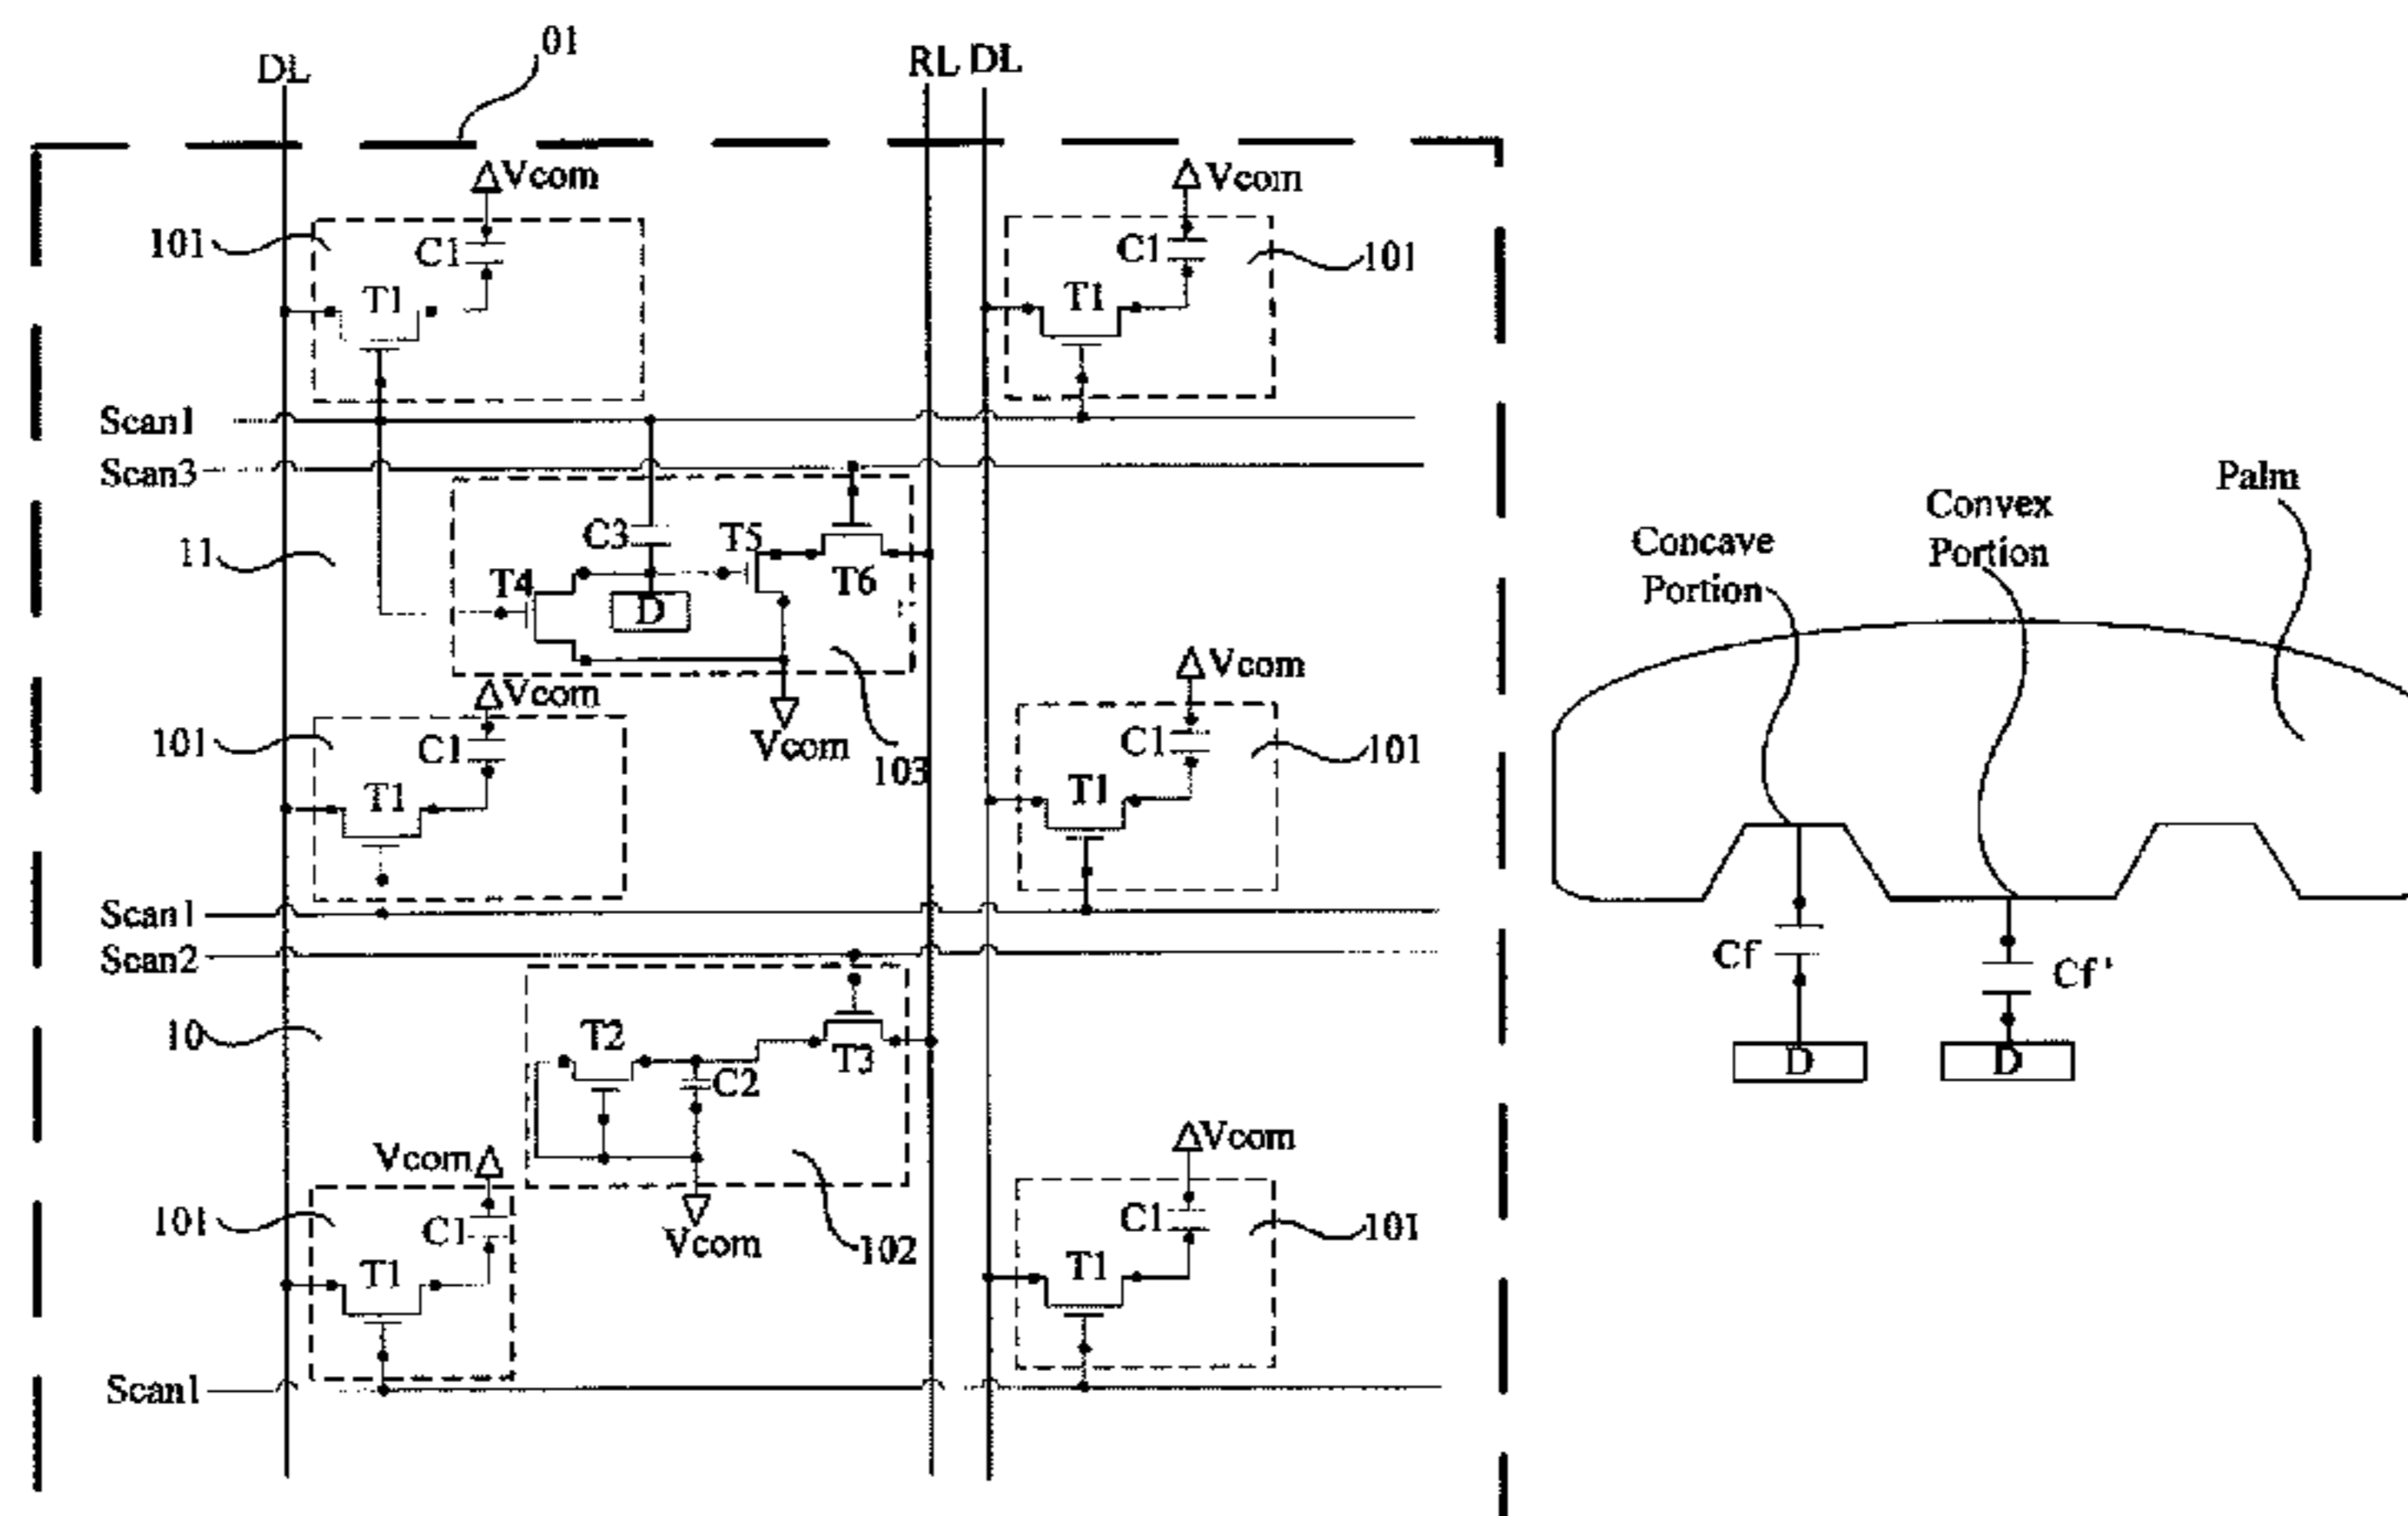 01
DL
RL DL
Vcom
Vcom
101
C1
C1
101
T1
T1
Scan1
Scan3
C3
T5
11
T4
T6
D
Vcom
Vcom
101
C1
Vcom
103
C1
101
T1
T1
Scan1
Scan2
10
T2
T3
C2
Vcom
Vcom
101
C1
Vcom
102
C1
101
T1
T1
Scan1
Palm
Convex
Portion
Concave
Portion
Cf
Cf'
D
D